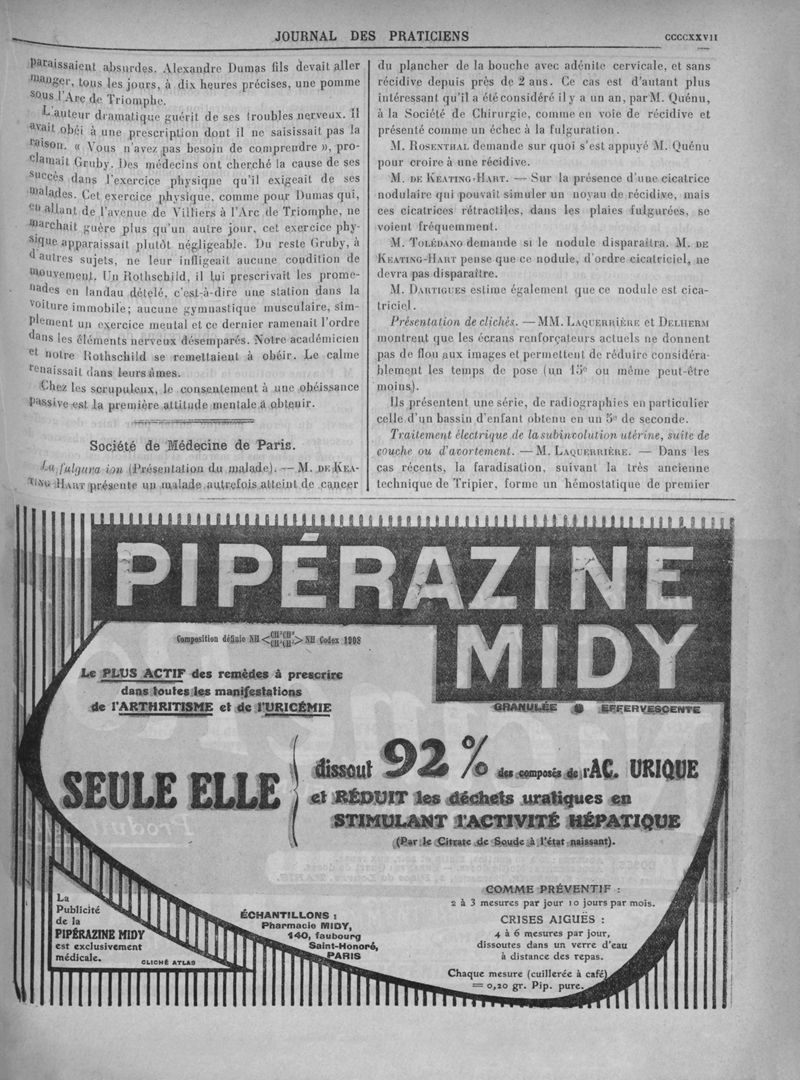 JOURNAL DES PRATICIENS
CCCCXXVII
paraissaient absurdes. Alexandre Dumas fils devait aller
manger, tous les jours, à dix heures précises, une pomme
sous l'Arc de Triomphe.
L'auteur dramatique guérit de ses troubles nerveux. Il
avait obéi à une prescription dont il ne saisissait pas la
raison. « Vous n'avez pas besoin de comprendre », pro-
clamait Gruby. Des médecins ont cherché la cause de ses
succès dans l'exercice physique qu'il exigeait de ses
malades. Cet exercice physique, comme pour Dumas qui,
en allant de l'avenue de Villiers à l'Arc de Triomphe, ne
marchait guère plus qu'un autre jour, cet exercice phy-
sique apparaissait plutôt négligeable. Du reste Gruby, à
d'autres sujets, ne leur infligeait aucune condition de
mouvement. Un Rothschild, il lui prescrivait les prome-
nades en landau dételé, c'est-à-dire une station dans la
voiture immobile; aucune gymnastique musculaire, sim-
plement un exercice mental et ce dernier ramenait l'ordre
dans les éléments nerveux désemparés. Notre académicien
et notre Rothschild se remettaient à obéir. Le calme
renaissait dans leurs âmes.
Chez les scrupuleux, le consentement à une obéissance
passive est la première attitude mentale à obtenir.
Société de Médecine de Paris.
La fulgura ion (Présentation du malade). — M. DE KEA-
TING-HART présente un malade autrefois atteint de cancer
du plancher de la bouche avec adénite cervicale, et sans
récidive depuis près de 2 ans. Ce cas est d'autant plus
intéressant qu'il a été considéré il y a un an, par M. Quénu,
à la Société de Chirurgie, comme en voie de récidive et
présenté comme un échec à la fulguration.
M. ROSENTHAL demande sur quoi s'est appuyé M. Quénu
pour croire à une récidive.
M. DE KEATING-HART. — Sur la présence d'une cicatrice
nodulaire qui pouvait simuler un noyau de récidive, mais
ces cicatrices rétractiles, dans les plaies fulgurées, se
voient fréquemment.
M. TOLÉDANO demande si le nodule disparaîtra. M. DE
KEATING-HART pense que ce nodule, d'ordre cicatriciel, ne
devra pas disparaître.
M. DARTIGUES estime également que ce nodule est cica-
triciel.
Présentation de clichés. — MM. LAQUERRIÈRE et DELHERM
montrent que les écrans renforçateurs actuels ne donnent
pas de flou aux images et permettent de réduire considéra-
blement les temps de pose (un 15e ou même peut-être
moins).
Ils présentent une série, de radiographies en particulier
celle d'un bassin d'enfant obtenu en un 5e de seconde.
Traitement électrique de la subinvolution utérine, suite de
couche ou d'avortement. — M. LAQUERRIÈRE. — Dans les
cas récents, la faradisation, suivant la très ancienne
technique de Tripier, forme un hémostatique de premier
PIPÉRAZINE
MIDY
Composition définie NH <CH²CH² CH²CH²> NH Codex 1908
GRANULÉE EFFERVESCENTE
Le PLUS ACTIF des remèdes à prescrire
dans toutes les manifestations
de l'ARTHRITISME et de l'URICÉMIE
SEULE ELLE
dissout 92 % des composés de l'AC. URIQUE
et RÉDUIT les déchets uratiques en
STIMULANT l'ACTIVITÉ HÉPATIQUE
(Par le Citrate de Soude à l'état naissant).
La
Publicité
de la
PIPÉRAZINE MIDY
est exclusivement
médicale.
CLICHÉ ATLAS
ÉCHANTILLONS :
Pharmacie MIDY,
140, faubourg
Saint-Honoré,
PARIS
COMME PRÉVENTIF :
2 à 3 mesures par jour 10 jours par mois.
CRISES AIGUËS :
4 à 6 mesures par jour,
dissoutes dans un verre d'eau
à distance des repas.
Chaque mesure (cuillerée à café)
= 0,20 gr. Pip. pure.